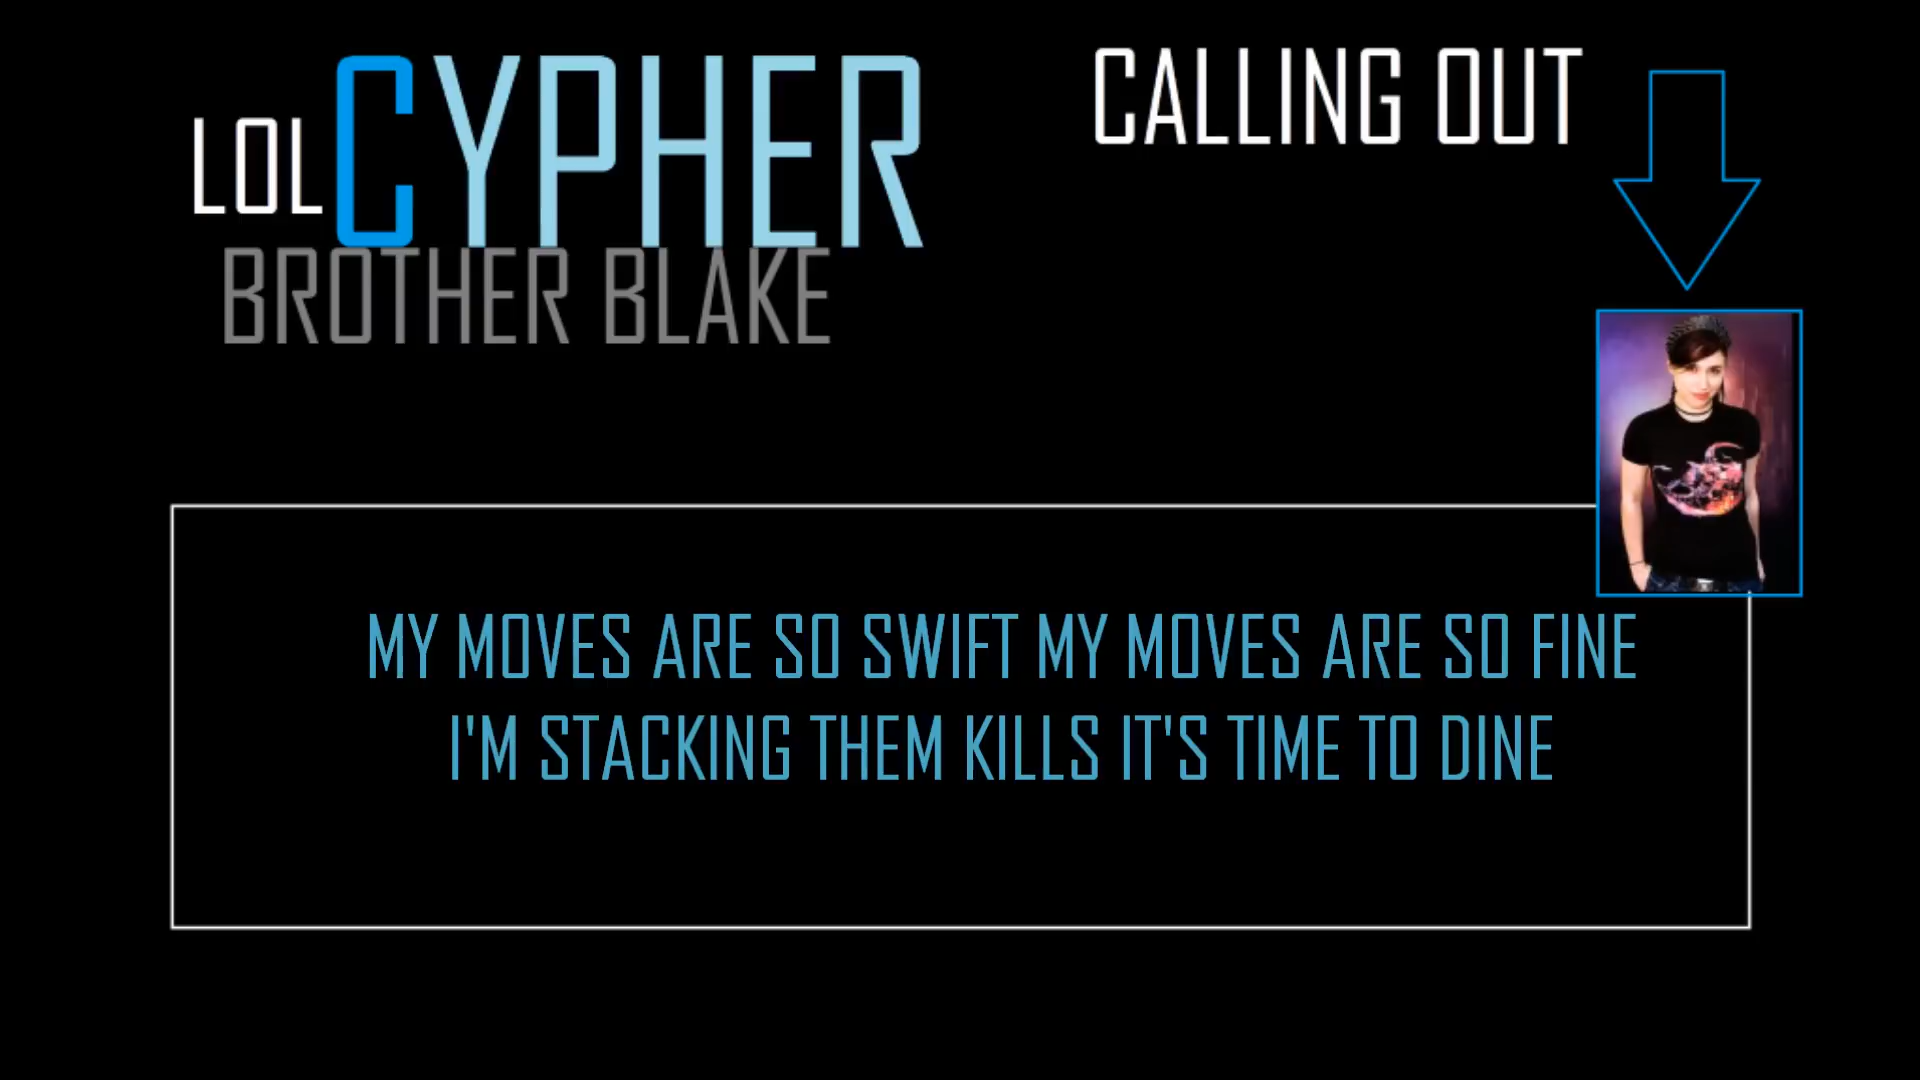 LOL CYPHER
BROTHER BLAKE
CALLING OUT
MY MOVES ARE SO SWIFT MY MOVES ARE SO FINE
I'M STACKING THEM KILLS IT'S TIME TO DINE